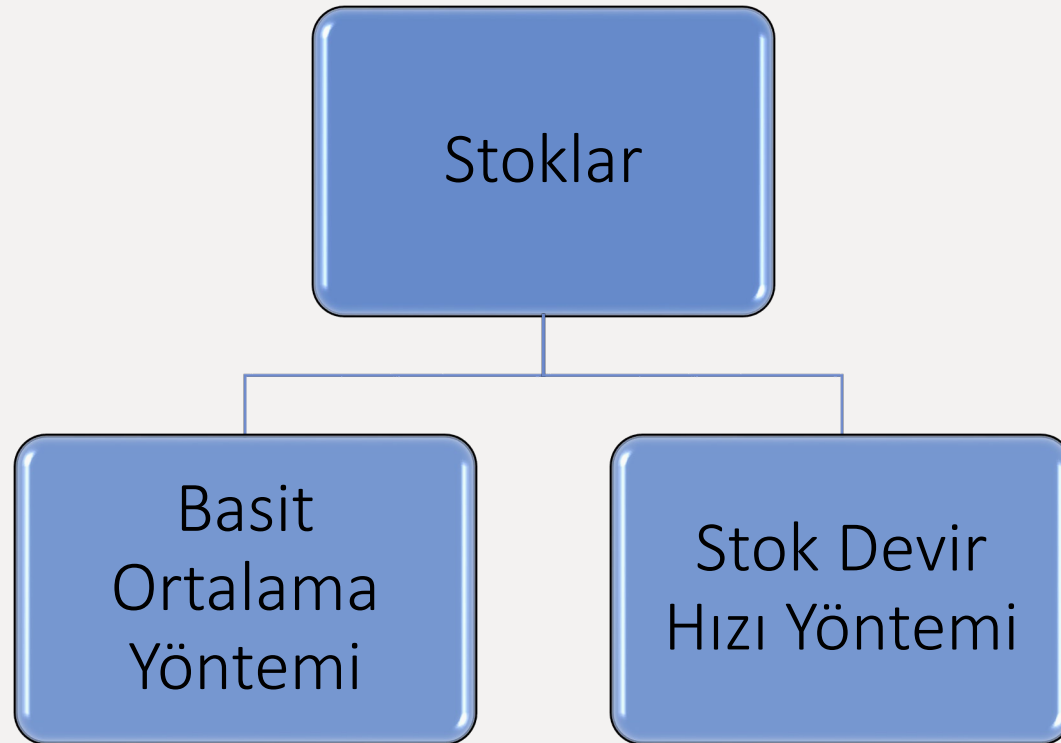 Stoklar
Basit
Ortalama
Yöntemi
Stok Devir
Hızı Yöntemi